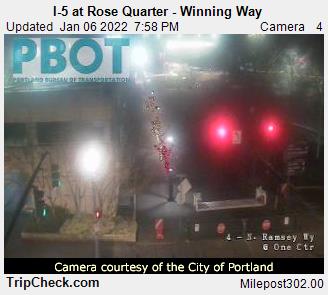 I-5 at Rose Quarter - Winning Way
Updated Jan 06 2022 7:58 PM Camera 4
PBOT
PORTLAND BUREAU OF TRANSPORTATION
4 - N. Ramsey Wy
@ One Ctr
Camera courtesy of the City of Portland
TripCheck.com Milepost302.00